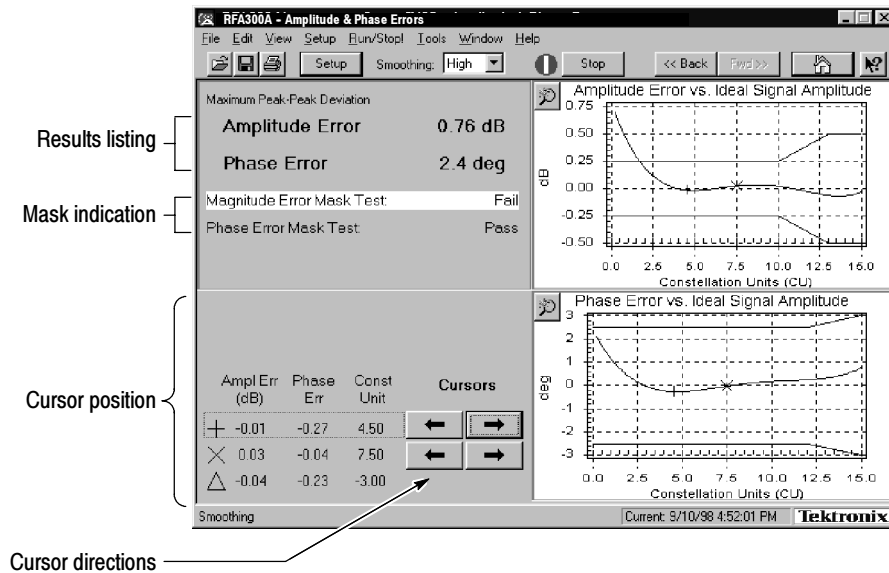 RFA300A - Amplitude & Phase Errors
File Edit View Setup Run/Stop! Tools Window Help
Setup Smoothing: High Stop << Back Fwd >>
Maximum Peak-Peak Deviation
Amplitude Error 0.76 dB
Phase Error 2.4 deg
Magnitude Error Mask Test: Fail
Phase Error Mask Test: Pass
Results listing
Mask indication
Amplitude Error vs. Ideal Signal Amplitude
0.75
0.50
0.25
0.00
-0.25
-0.50
dB
0.0 2.5 5.0 7.5 10.0 12.5 15.0
Constellation Units (CU)
Phase Error vs. Ideal Signal Amplitude
3
2
1
0
-1
-2
-3
deg
0.0 2.5 5.0 7.5 10.0 12.5 15.0
Constellation Units (CU)
Cursor position
Ampl Err Phase Const Cursors
(dB) Err Unit
-0.01 -0.27 4.50
0.03 -0.04 7.50
-0.04 -0.23 -3.00
Smoothing Current: 9/10/98 4:52:01 PM Tektronix
Cursor directions